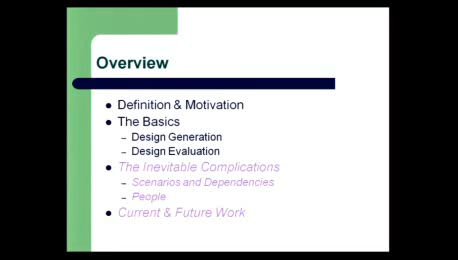 Overview
Definition & Motivation
The Basics
– Design Generation
– Design Evaluation
The Inevitable Complications
– Scenarios and Dependencies
– People
Current & Future Work